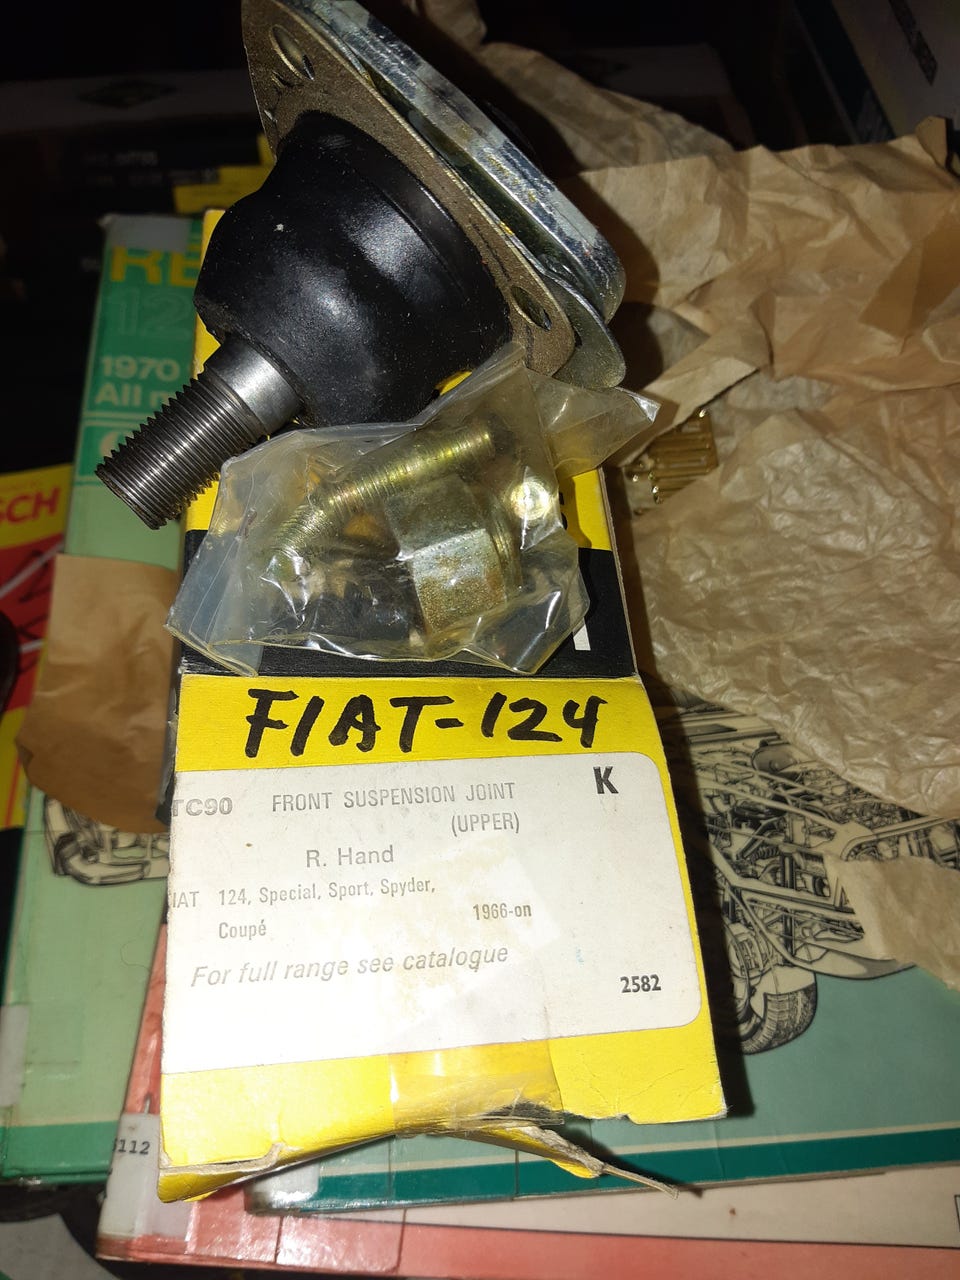 1970
All
FIAT-124
TC90 FRONT SUSPENSION JOINT K
(UPPER)
R. Hand
IAT 124, Special, Sport, Spyder,
Coupé 1966-on
For full range see catalogue
2582
112